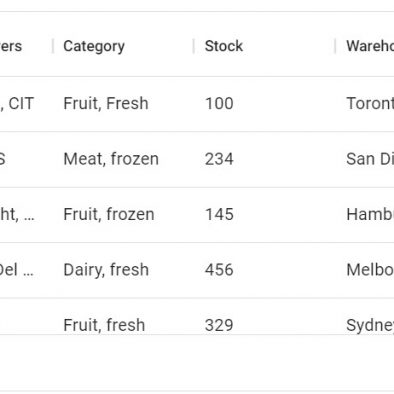 ers Category Stock Wareho
, CIT Fruit, Fresh 100 Toront
S Meat, frozen 234 San Di
ht, ... Fruit, frozen 145 Hambu
Del ... Dairy, fresh 456 Melbo
Fruit, fresh 329 Sydney